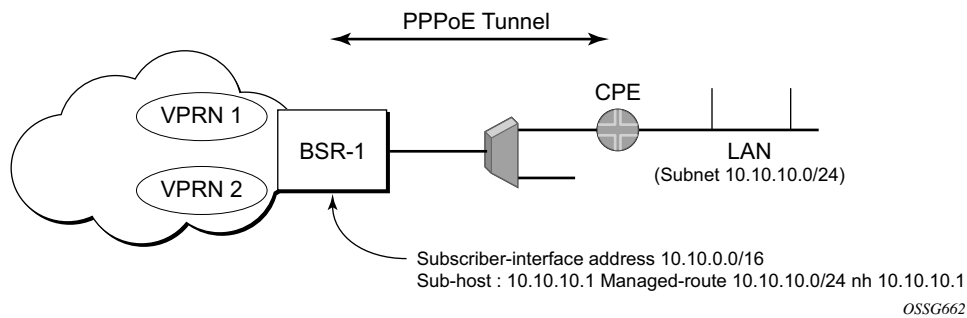 PPPoE Tunnel
CPE
VPRN 1
BSR-1
LAN
(Subnet 10.10.10.0/24)
VPRN 2
Subscriber-interface address 10.10.0.0/16
Sub-host : 10.10.10.1 Managed-route 10.10.10.0/24 nh 10.10.10.1
OSSG662